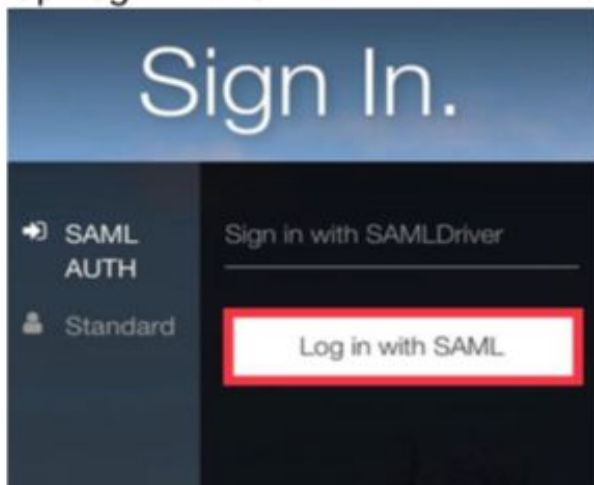 Sign In.
SAML
AUTH
Sign in with SAMLDriver
Standard
Log in with SAML